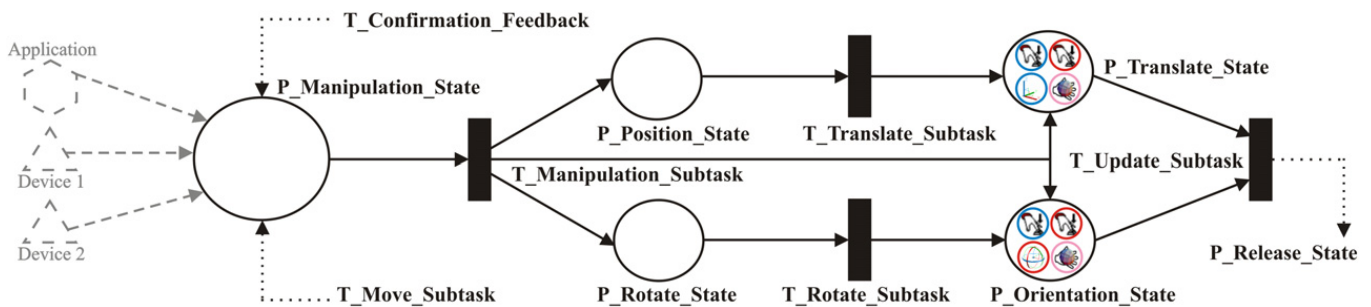 T_Confirmation_Feedback
Application
P_Manipulation_State
P_Translate_State
P_Position_State
T_Translate_Subtask
Device 1
T_Manipulation_Subtask
T_Update_Subtask
Device 2
P_Release_State
T_Move_Subtask
P_Rotate_State
T_Rotate_Subtask
P_Orientation_State